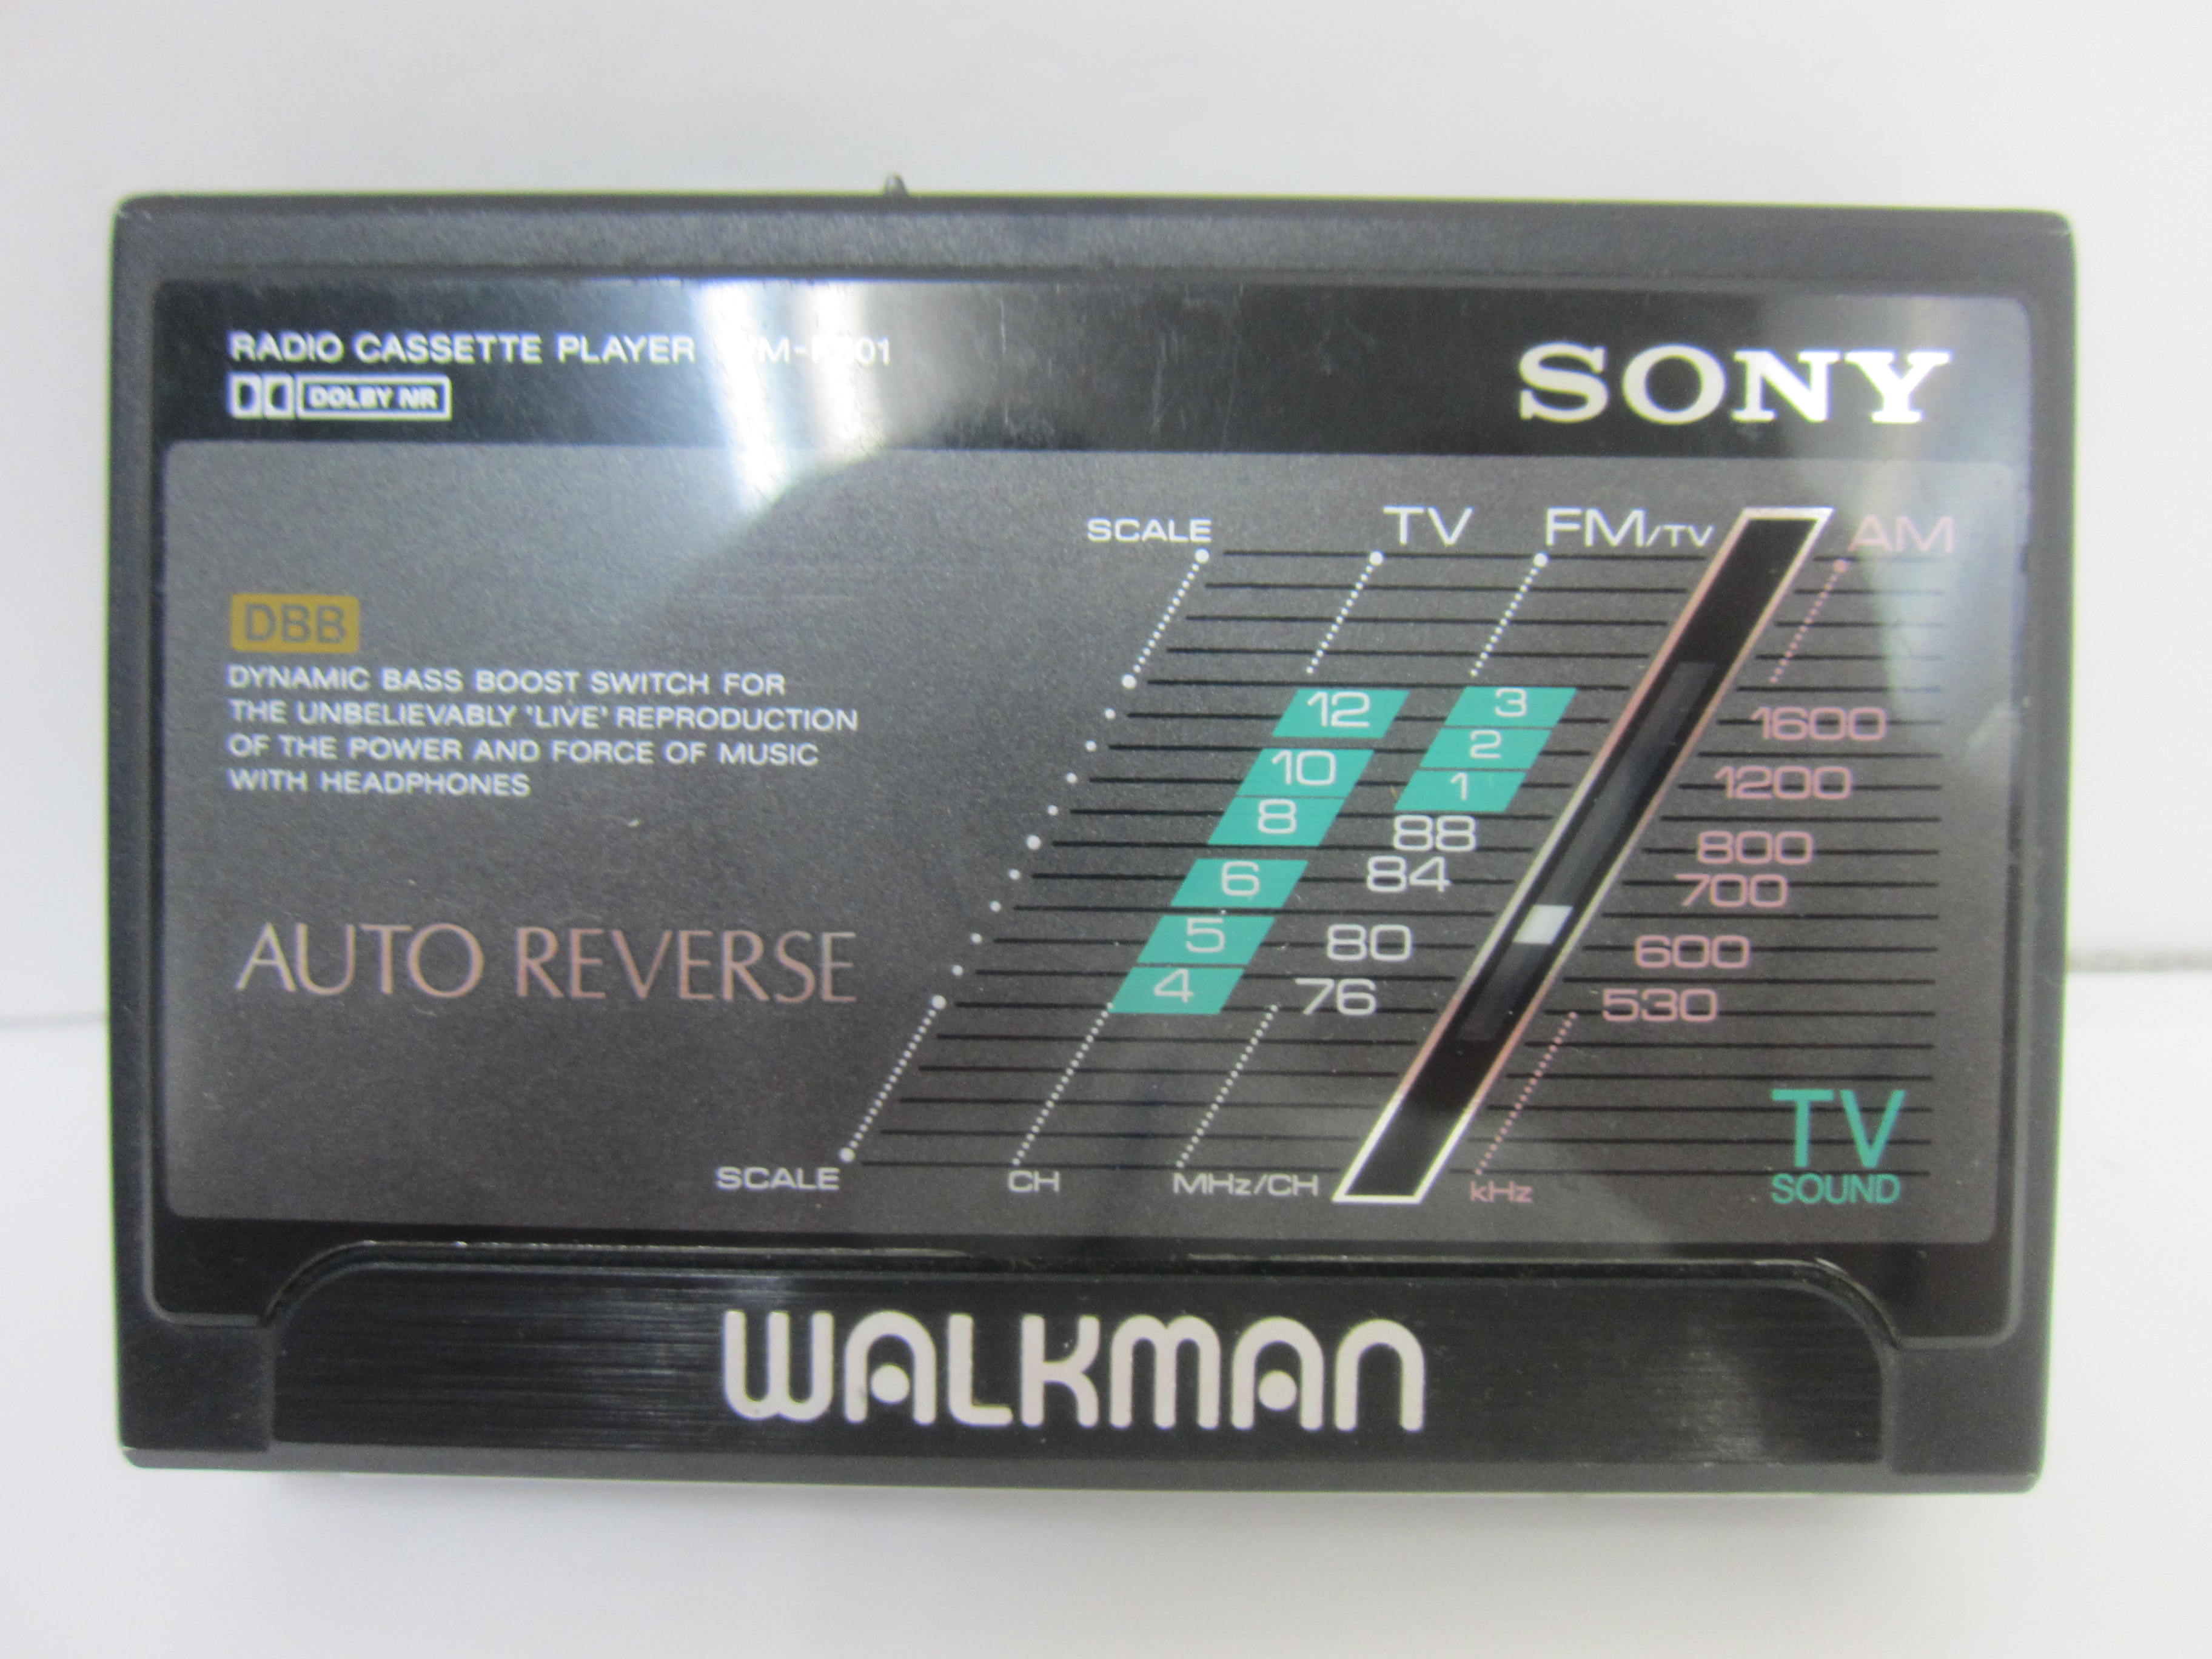 RADIO CASSETTE PLAYER
DOLBY NR
SONY
SCALE TV FM/TV AM
DBB
DYNAMIC BASS BOOST SWITCH FOR
THE UNBELIEVABLY 'LIVE' REPRODUCTION
OF THE POWER AND FORCE OF MUSIC
WITH HEADPHONES
AUTO REVERSE
12 3 1600
10 2 1200
8 1
88 800
6 84 700
5 80 600
4 76 530
SCALE CH MHz/CH kHz
TV
SOUND
WALKMAN